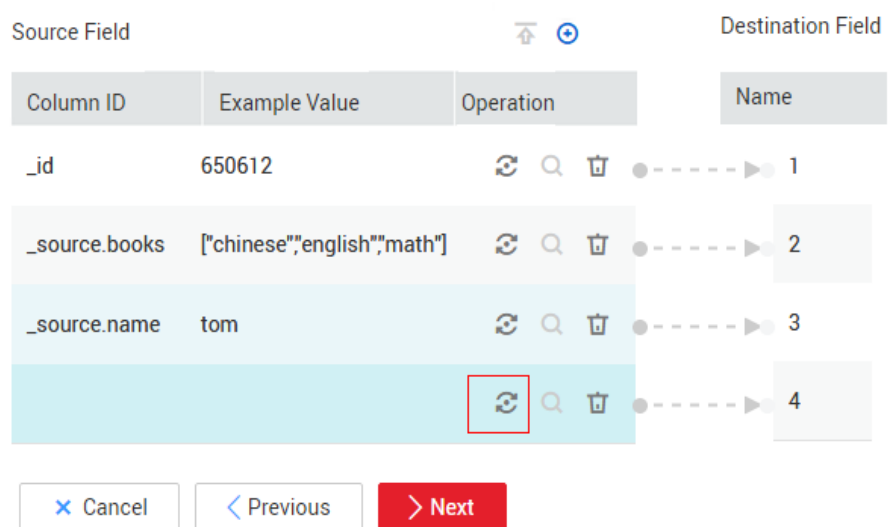 Source Field
Destination Field
Column ID Example Value Operation Name
_id 650612 1
_source.books ["chinese","english","math"] 2
_source.name tom 3
4
Cancel Previous Next